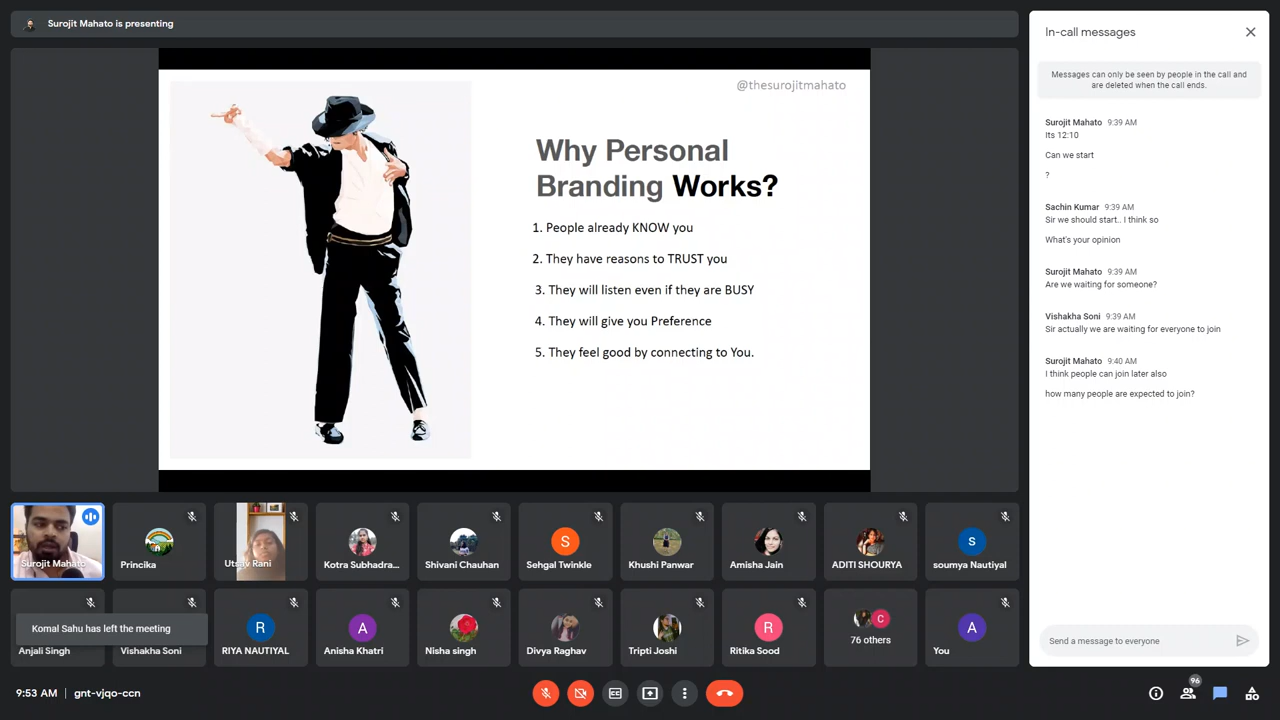 Surojit Mahato is presenting
@thesurojitmahato
Why Personal
Branding Works?
1. People already KNOW you
2. They have reasons to TRUST you
3. They will listen even if they are BUSY
4. They will give you Preference
5. They feel good by connecting to You.
In-call messages
Messages can only be seen by people in the call and
are deleted when the call ends.
Surojit Mahato 9:39 AM
Its 12:10
Can we start
?
Sachin Kumar 9:39 AM
Sir we should start.. I think so
What's your opinion
Surojit Mahato 9:39 AM
Are we waiting for someone?
Vishakha Soni 9:39 AM
Sir actually we are waiting for everyone to join
Surojit Mahato 9:40 AM
I think people can join later also
how many people are expected to join?
Send a message to everyone
Surojit Mahato
Princika
Utsav Rani
Kotra Subhadra...
Shivani Chauhan
S
Sehgal Twinkle
Khushi Panwar
Amisha Jain
ADITI SHOURYA
s
soumya Nautiyal
Komal Sahu has left the meeting
Anjali Singh
Vishakha Soni
R
RIYA NAUTIYAL
A
Anisha Khatri
Nisha singh
Divya Raghav
Tripti Joshi
R
Ritika Sood
C
76 others
A
You
9:53 AM | gnt-vjqo-ccn
96